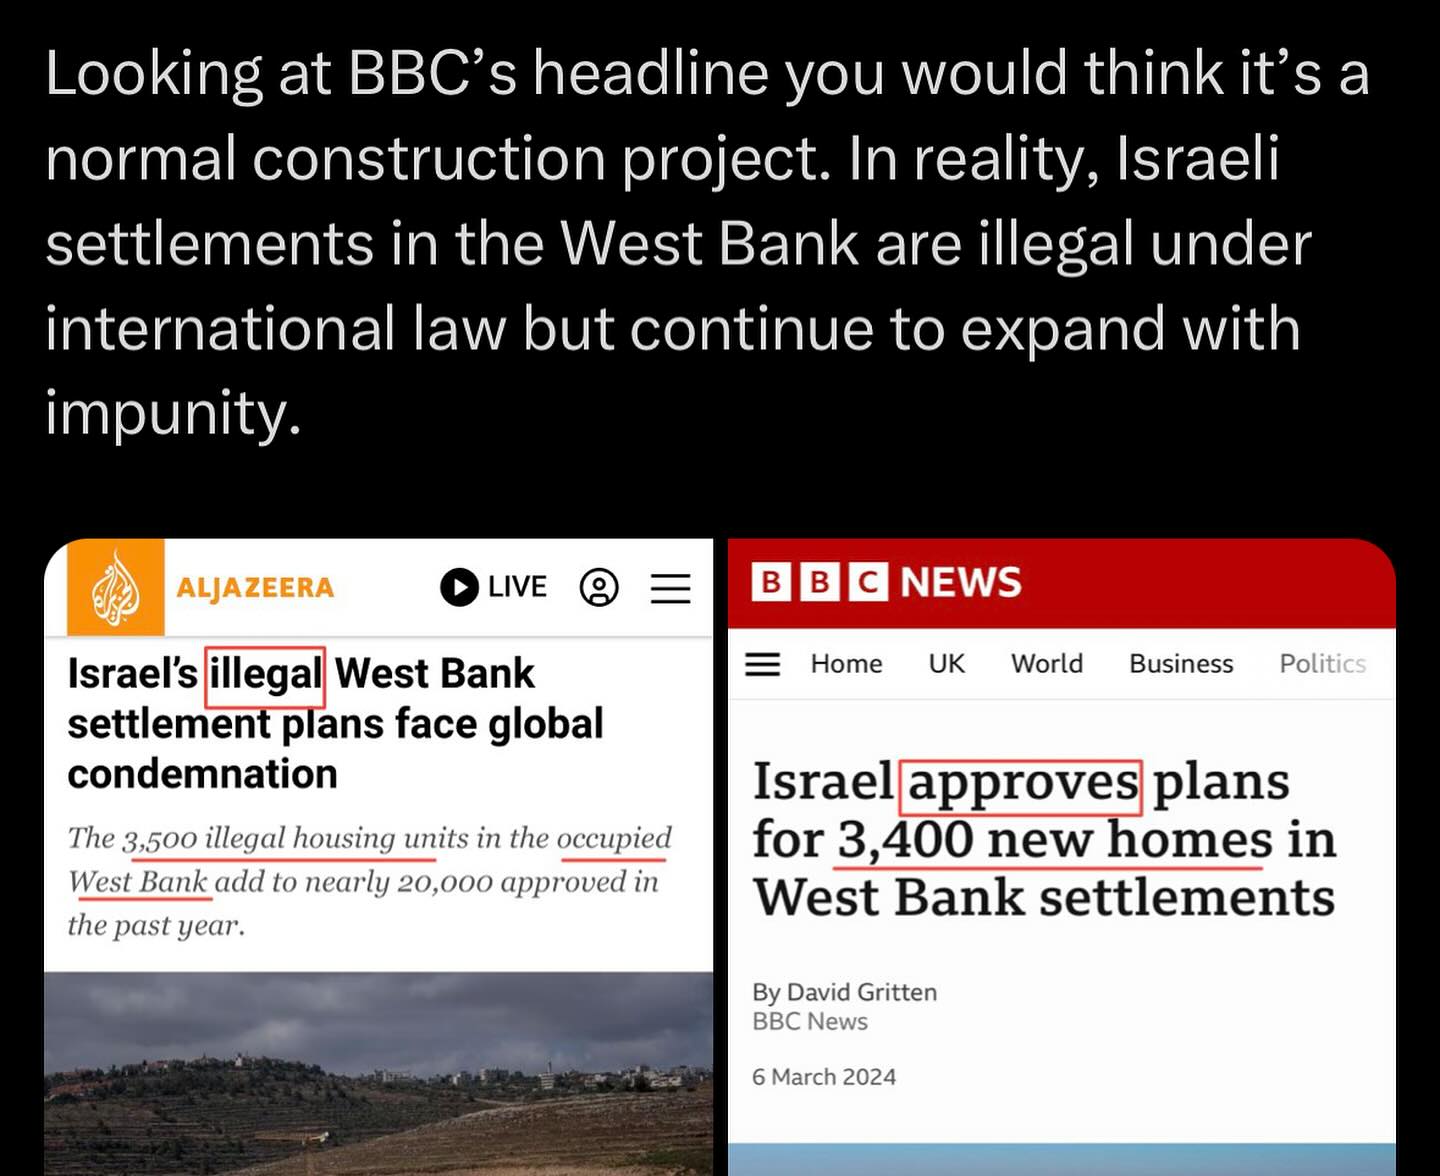 Looking at BBC’s headline you would think it’s a
normal construction project. In reality, Israeli
settlements in the West Bank are illegal under
international law but continue to expand with
impunity.
ALJAZEERA
LIVE
Israel’s illegal West Bank
settlement plans face global
condemnation
The 3,500 illegal housing units in the occupied
West Bank add to nearly 20,000 approved in
the past year.
BBC NEWS
Home UK World Business Politics
Israel approves plans
for 3,400 new homes in
West Bank settlements
By David Gritten
BBC News
6 March 2024